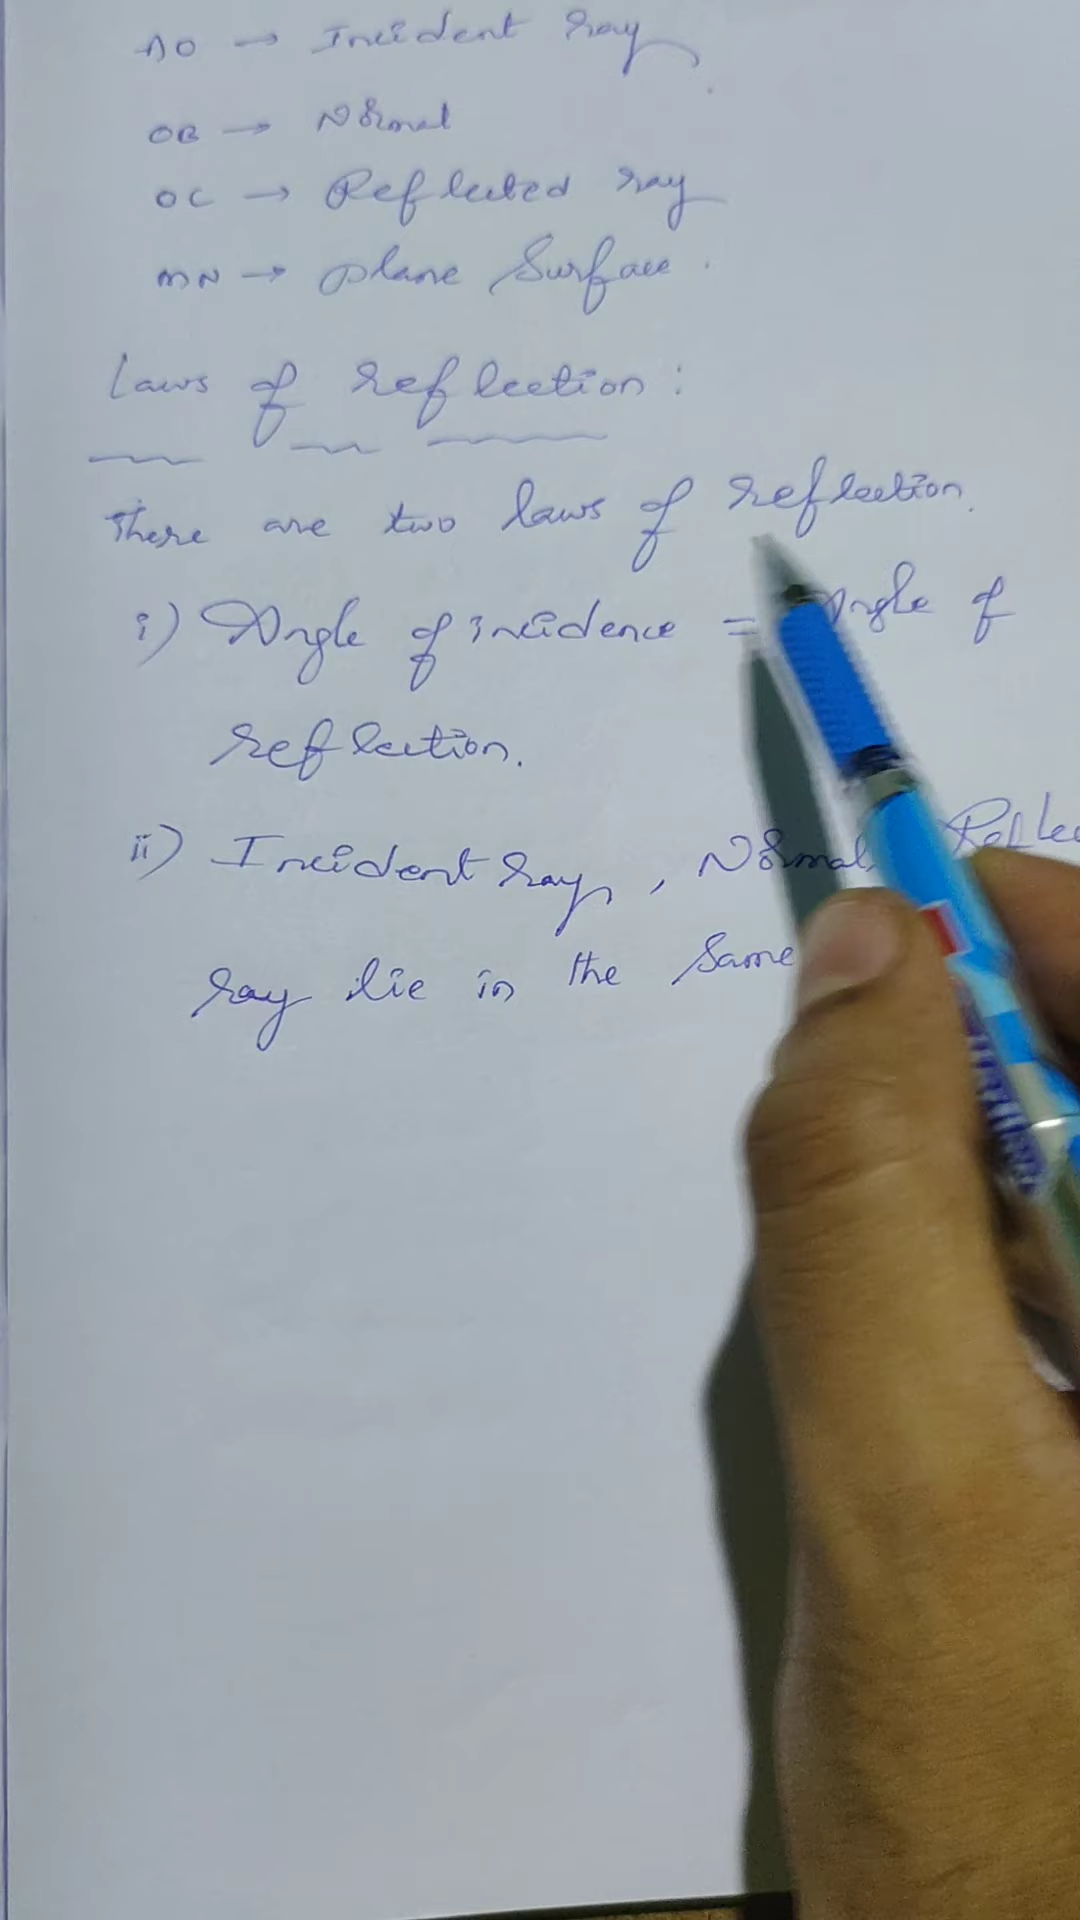 AO → Incident ray
OB → Normal
OC → Reflected ray
MN → plane Surface.
Laws of reflection:
There are two laws of reflection.
i) Angle of incidence = Angle of
reflection.
ii) Incident ray, Normal
ray lie in the Same